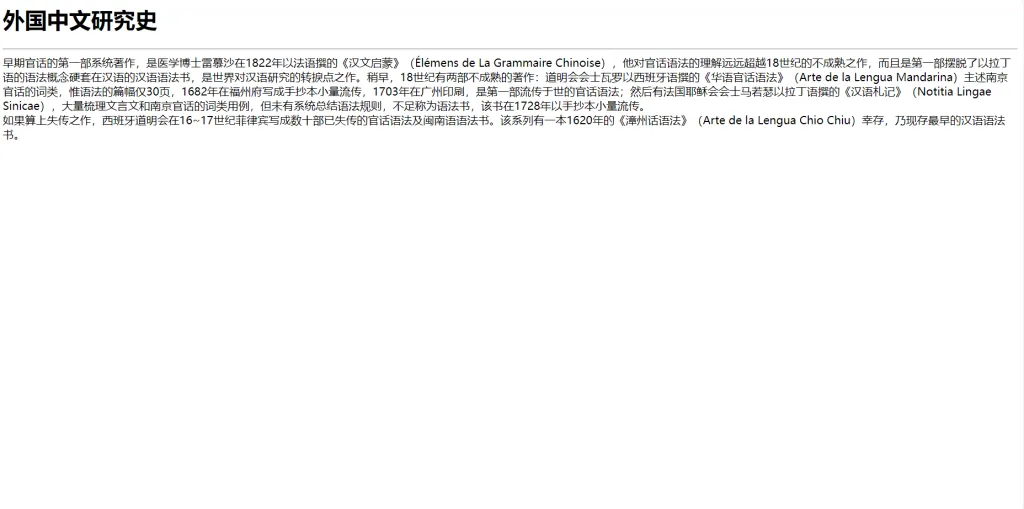 外国中文研究史
早期官话的第一部系统著作，是医学博士雷慕沙在1822年以法语撰的《汉文启蒙》（Élémens de La Grammaire Chinoise），他对官话语法的理解远远超越18世纪的不成熟之作，而且是第一部摆脱了以拉丁
语的语法概念硬套在汉语的汉语语法书，是世界对汉语研究的转捩点之作。稍早，18世纪有两部不成熟的著作：道明会会士瓦罗以西班牙语撰的《华语官话语法》（Arte de la Lengua Mandarina）主述南京
官话的词类，惟语法的篇幅仅30页，1682年在福州府写成手抄本小量流传，1703年在广州印刷，是第一部流传于世的官话语法；然后有法国耶稣会会士马若瑟以拉丁语撰的《汉语札记》（Notitia Lingae
Sinicae），大量梳理文言文和南京官话的词类用例，但未有系统总结语法规则，不足称为语法书，该书在1728年以手抄本小量流传。
如果算上失传之作，西班牙道明会在16~17世纪菲律宾写成数十部已失传的官话语法及闽南语语法书。该系列有一本1620年的《漳州话语法》（Arte de la Lengua Chio Chiu）幸存，乃现存最早的汉语语法
书。